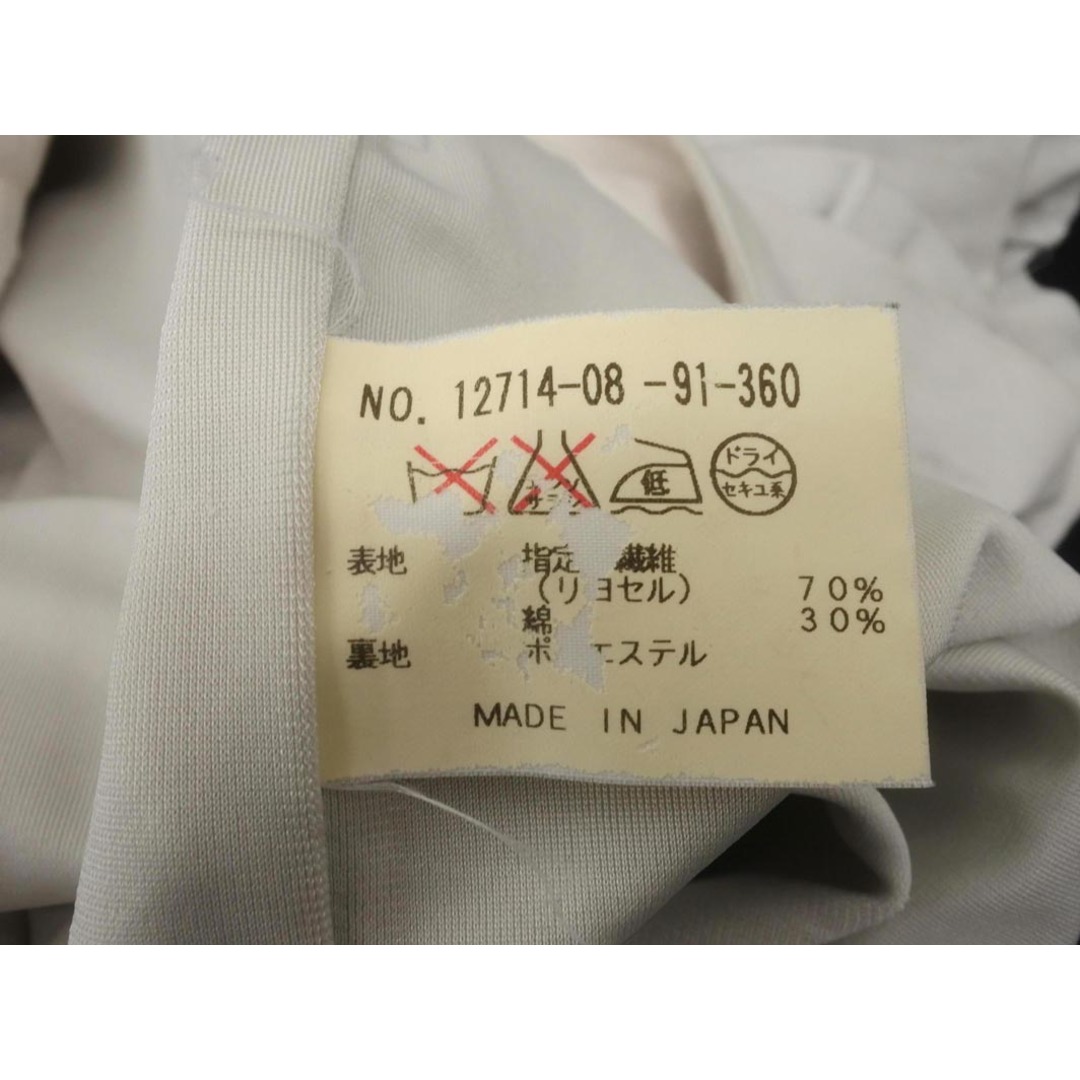 NO. 12714-08-91-360
低
ドライ
セキユ系
表地 指定 繊維
(リヨセル) 70%
綿 30%
裏地 ポ エステル
MADE IN JAPAN